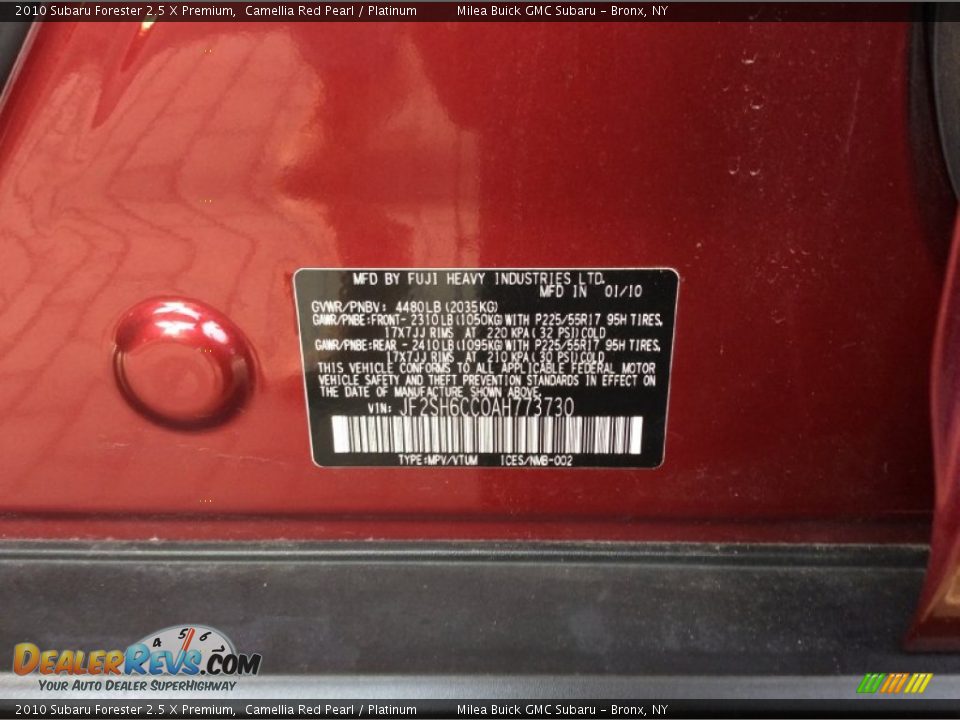 2010 Subaru Forester 2.5 X Premium, Camellia Red Pearl / Platinum Milea Buick GMC Subaru - Bronx, NY
MFD BY FUJI HEAVY INDUSTRIES LTD.
MFD IN 01/10
GVWR/PNBV: 4480LB (2035KG)
GAWR/PNBE:FRONT- 2310LB(1050KG)WITH P225/55R17 95H TIRES,
17X7JJ RIMS AT 220 KPA( 32 PSI)COLD
GAWR/PNBE:REAR - 2410LB(1095KG)WITH P225/55R17 95H TIRES,
17X7JJ RIMS AT 210 KPA( 30 PSI)COLD
THIS VEHICLE CONFORMS TO ALL APPLICABLE FEDERAL MOTOR
VEHICLE SAFETY AND THEFT PREVENTION STANDARDS IN EFFECT ON
THE DATE OF MANUFACTURE SHOWN ABOVE.
VIN: JF2SH6CC0AH773730
TYPE:MPV/VTUM ICES/NMB-002
4 5 6 7
DealerRevs.com
Your Auto Dealer SuperHighway
2010 Subaru Forester 2.5 X Premium, Camellia Red Pearl / Platinum Milea Buick GMC Subaru - Bronx, NY